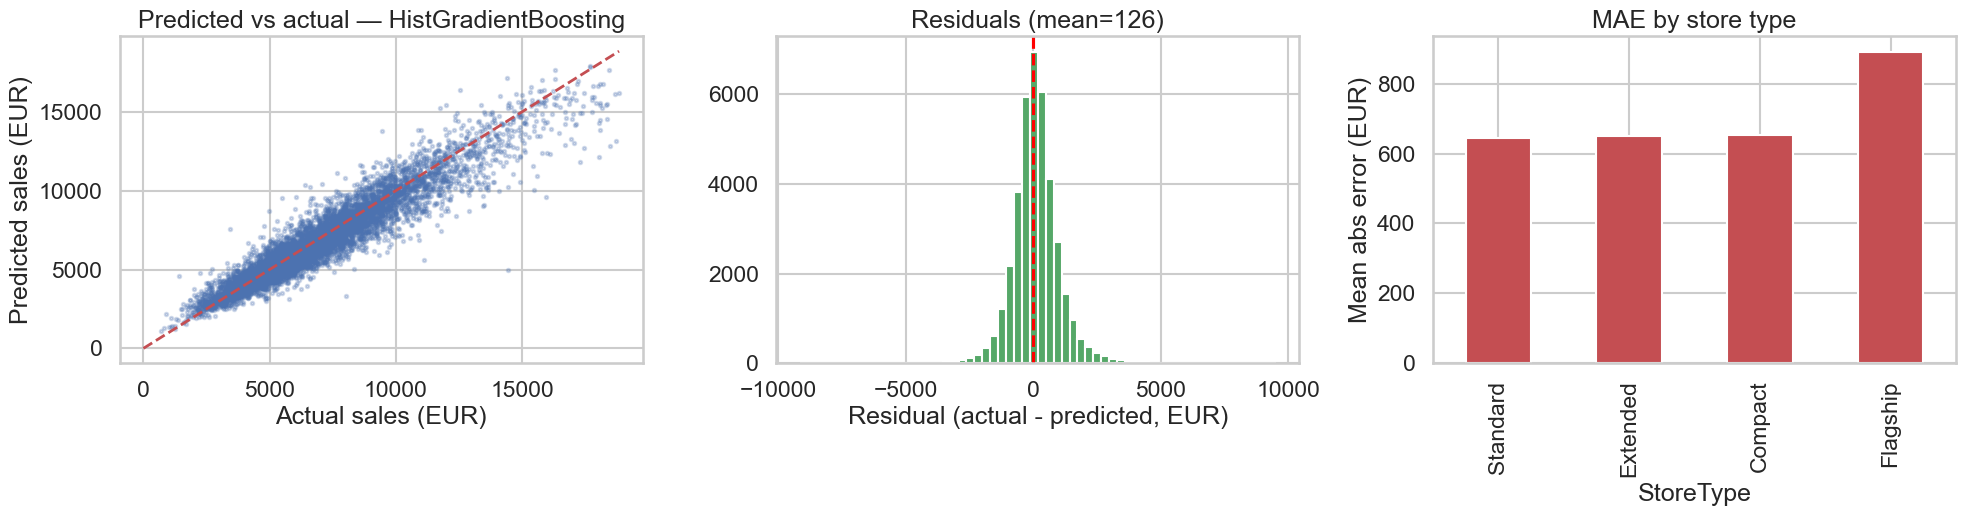 Predicted vs actual — HistGradientBoosting
Predicted sales (EUR)
15000
10000
5000
0
0
5000
10000
15000
Actual sales (EUR)
Residuals (mean=126)
6000
4000
2000
0
−10000
−5000
0
5000
10000
Residual (actual - predicted, EUR)
MAE by store type
Mean abs error (EUR)
800
600
400
200
0
Standard
Extended
Compact
Flagship
StoreType